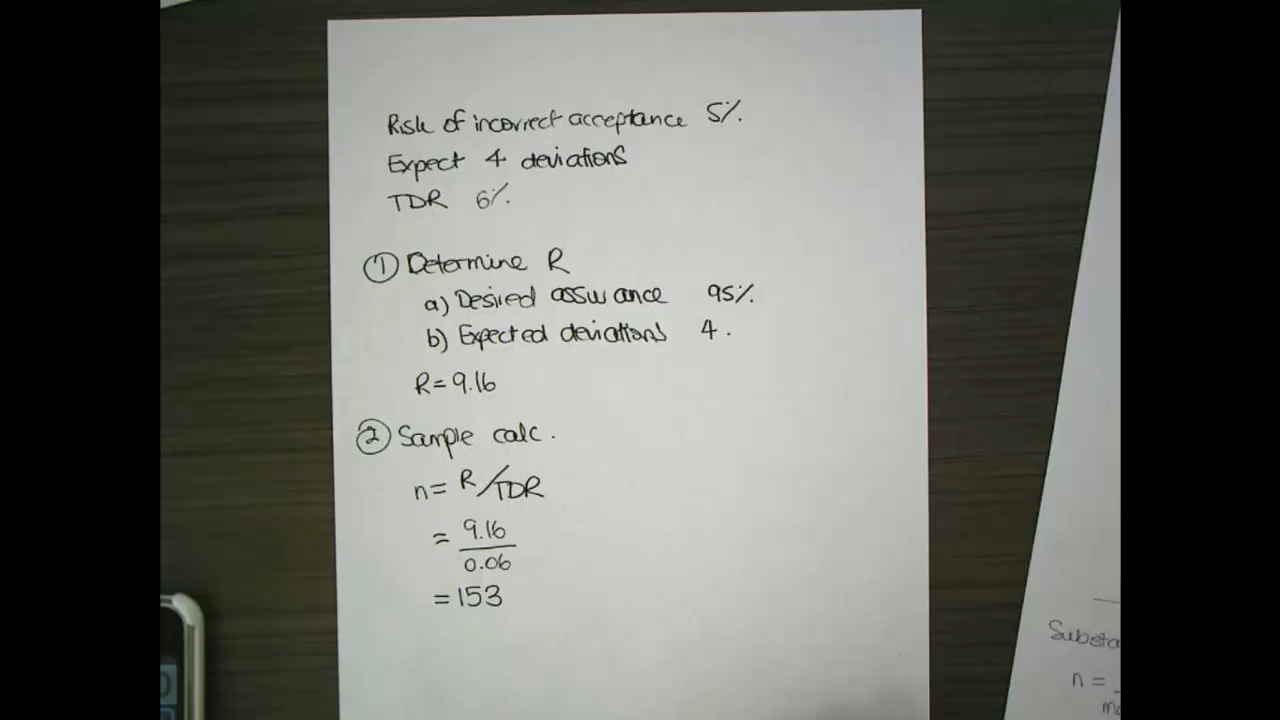 Risk of incorrect acceptance 5%.
Expect 4 deviations
TDR 6%.
① Determine R
a) Desired assurance 95%.
b) Expected deviations 4.
R = 9.16
② Sample calc.
n = R/TDR
= 9.16
0.06
= 153
n =